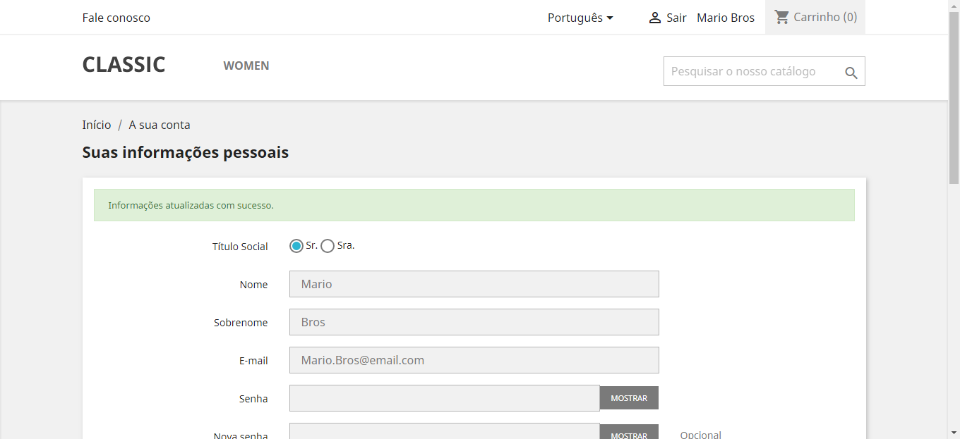 Fale conosco
Português
Sair Mario Bros
Carrinho (0)
CLASSIC
WOMEN
Pesquisar o nosso catálogo
Início / A sua conta
Suas informações pessoais
Informações atualizadas com sucesso.
Título Social Sr. Sra.
Nome Mario
Sobrenome Bros
E-mail Mario.Bros@email.com
Senha MOSTRAR
Nova senha MOSTRAR Opcional